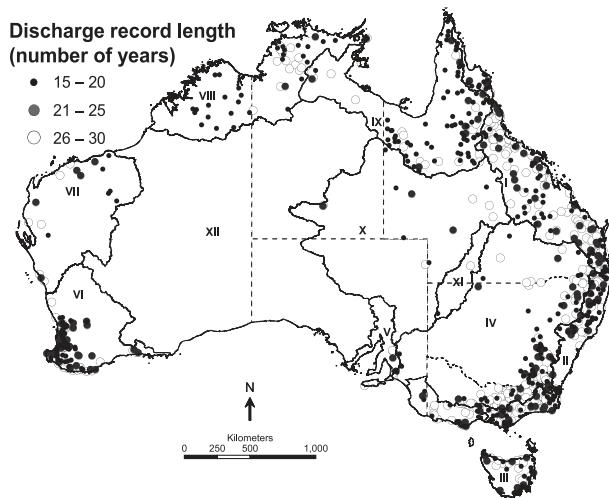 Discharge record length
(number of years)
15 – 20
21 – 25
26 – 30
VIII
IX
VII
I
XII
X
XI
VI
IV
V
II
N
Kilometers
0 250 500 1,000
III